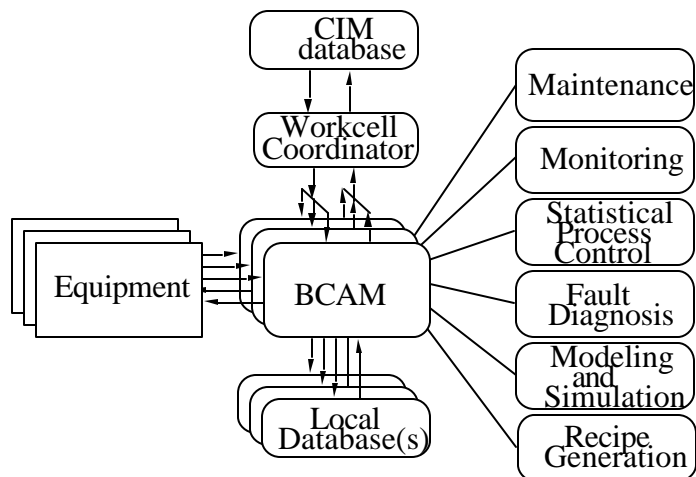 CIM
database
Workcell
Coordinator
Equipment
BCAM
Local
Database(s)
Maintenance
Monitoring
Statistical
Process
Control
Fault
Diagnosis
Modeling
and
Simulation
Recipe
Generation